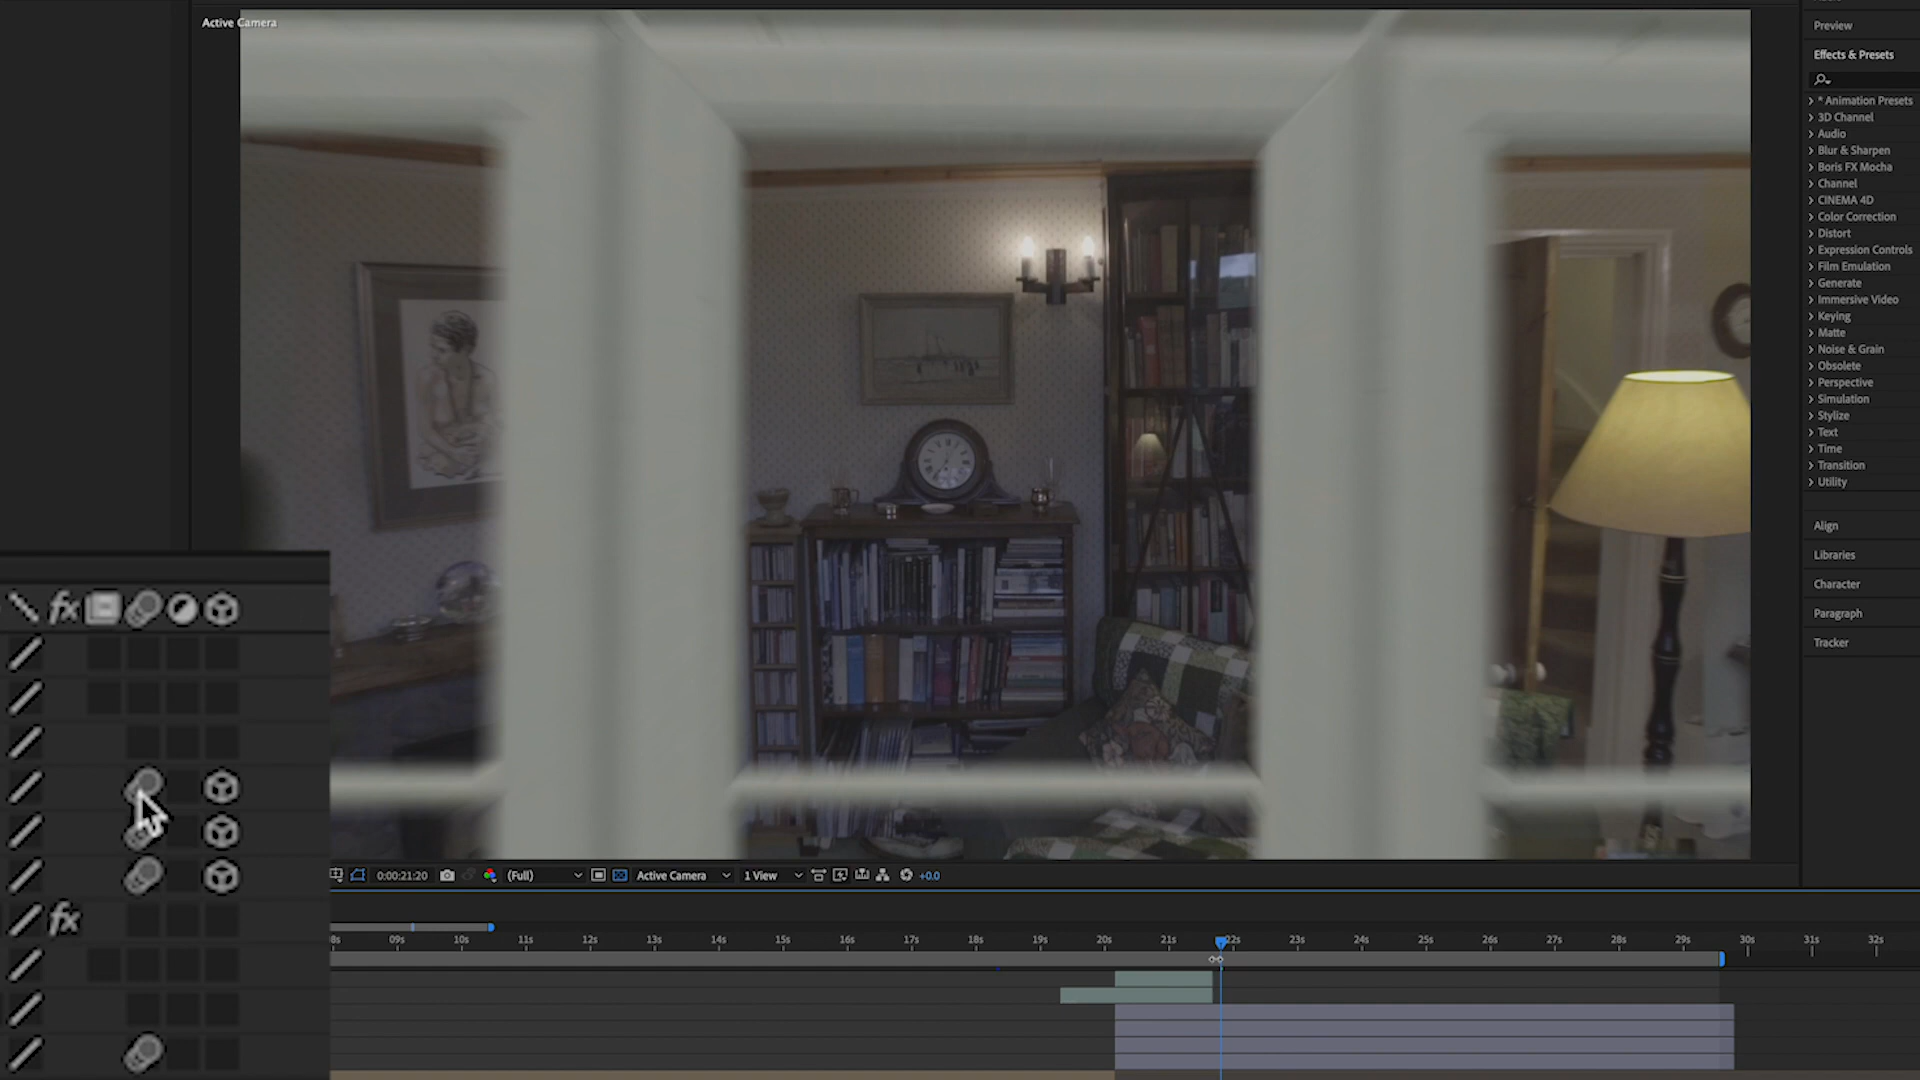 Active Camera
Preview
Effects & Presets
* Animation Presets
3D Channel
Audio
Blur & Sharpen
Boris FX Mocha
Channel
CINEMA 4D
Color Correction
Distort
Expression Controls
Film Emulation
Generate
Immersive Video
Keying
Matte
Noise & Grain
Obsolete
Perspective
Simulation
Stylize
Text
Time
Transition
Utility
Align
Libraries
Character
Paragraph
Tracker
fx
fx
0:00:21:20 (Full) Active Camera 1 View +0.0
09s 10s 11s 12s 13s 14s 15s 16s 17s 18s 19s 20s 21s 22s 23s 24s 25s 26s 27s 28s 29s 30s 31s 32s